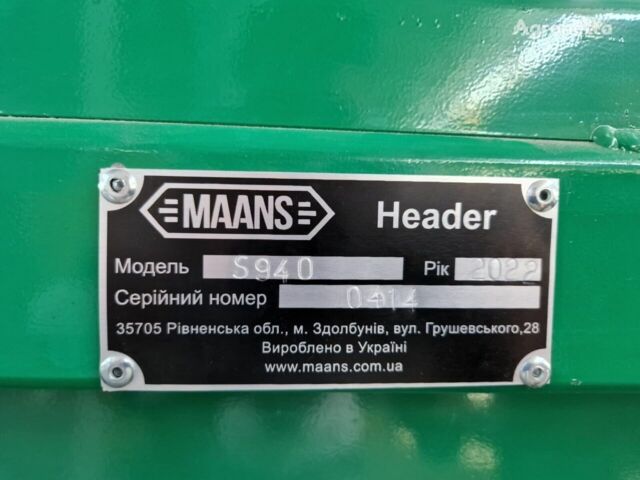 MAANS Header
Модель S940 Рік 2022
Серійний номер 0414
35705 Рівненська обл., м. Здолбунів, вул. Грушевського,28
Вироблено в Україні
www.maans.com.ua